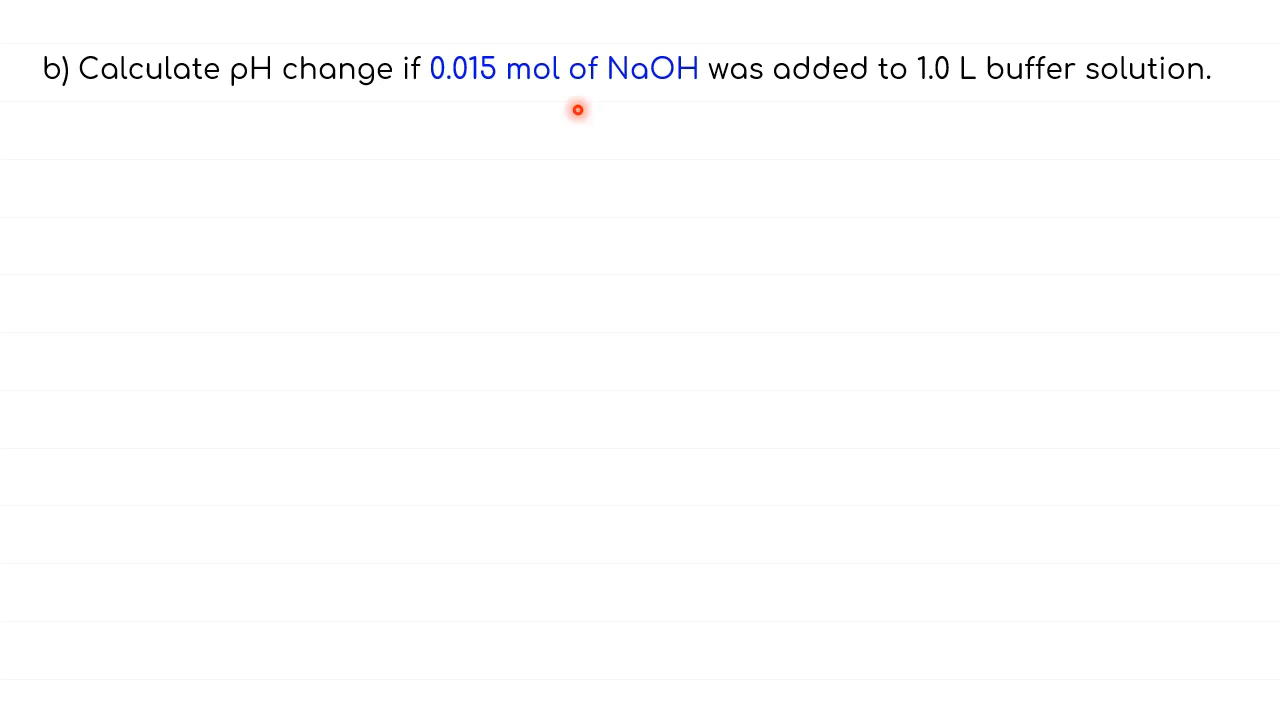 b) Calculate pH change if 0.015 mol of NaOH was added to 1.0 L buffer solution.